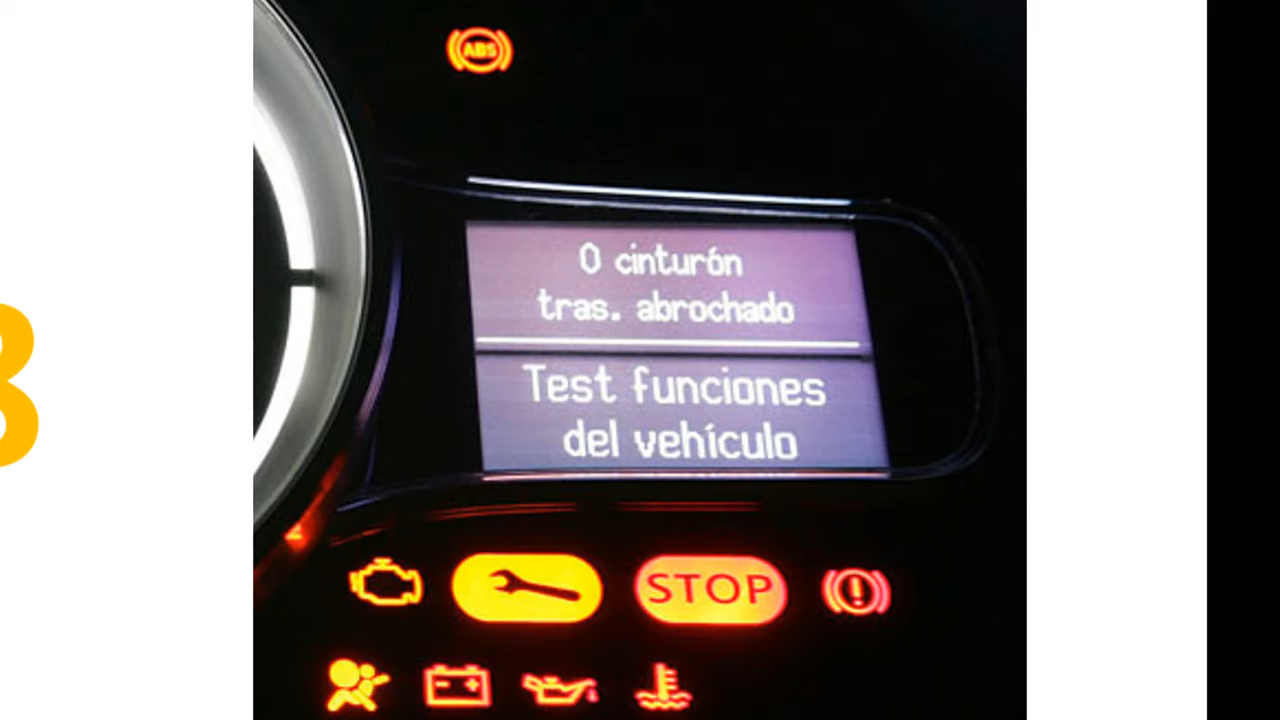 ABS
0 cinturón
tras. abrochado
Test funciones
del vehículo
STOP